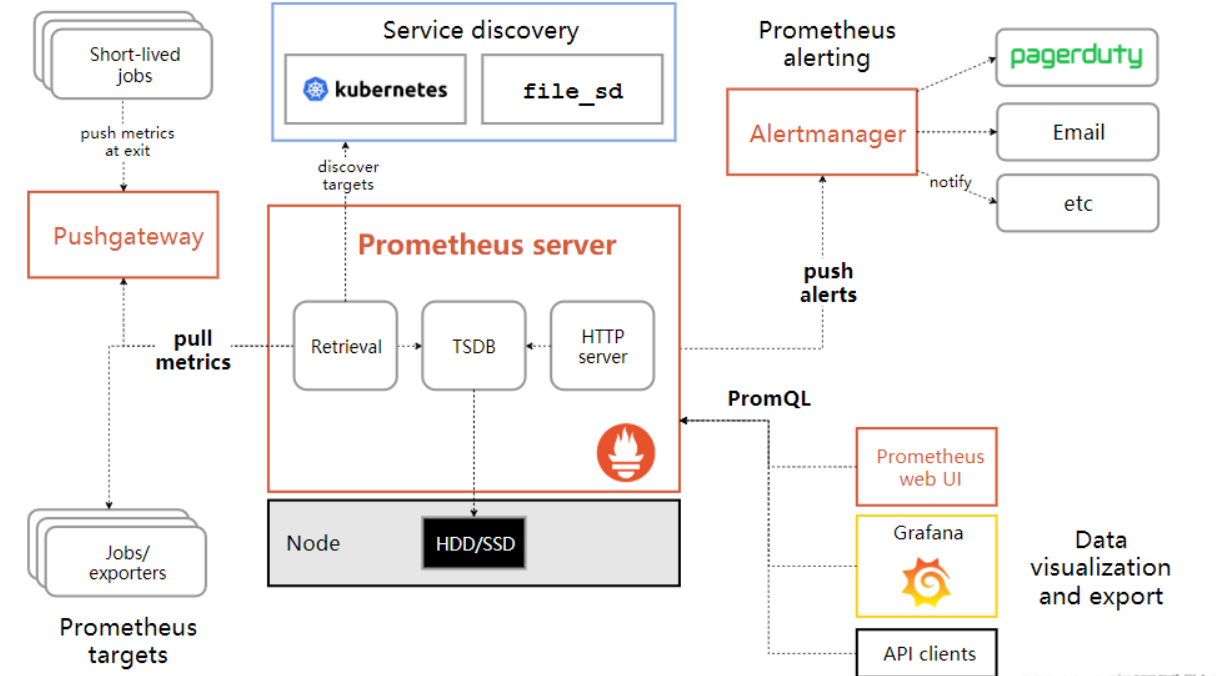 Short-lived
jobs
push metrics
at exit
Pushgateway
Service discovery
kubernetes
file_sd
discover
targets
Prometheus
alerting
Alertmanager
pagerduty
Email
notify
etc
Prometheus server
Retrieval
TSDB
HTTP
server
pull
metrics
push
alerts
PromQL
Node
HDD/SSD
Jobs/
exporters
Prometheus
targets
Prometheus
web UI
Grafana
API clients
Data
visualization
and export